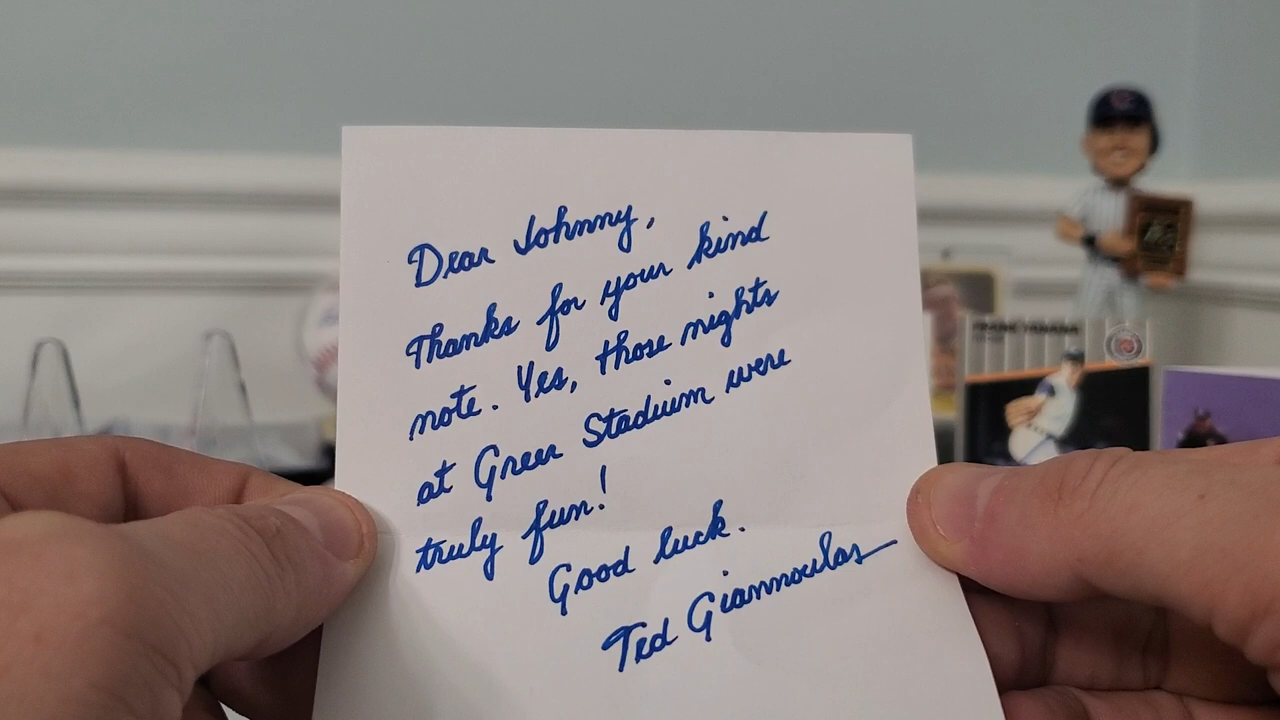 Dear Johnny,
Thanks for your kind
note. Yes, those nights
at Greer Stadium were
truly fun!
Good luck.
Ted Giannoulas